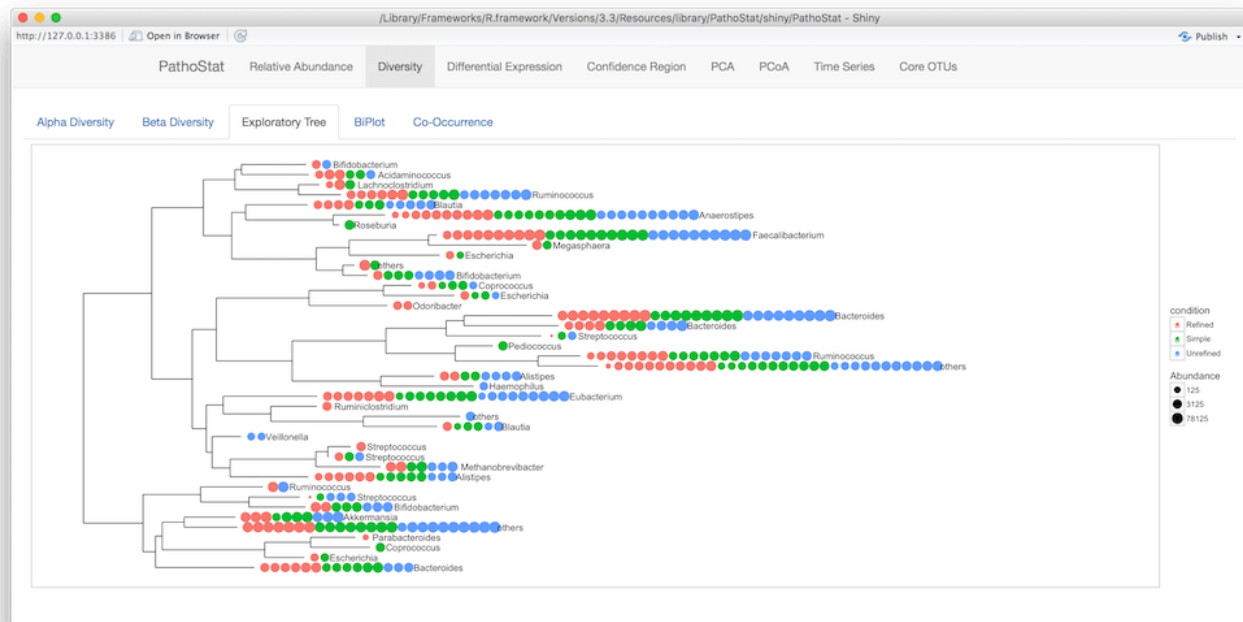 /Library/Frameworks/R.framework/Versions/3.3/Resources/library/PathoStat/shiny/PathoStat - Shiny
http://127.0.0.1:3386 Open in Browser Publish
PathoStat Relative Abundance Diversity Differential Expression Confidence Region PCA PCoA Time Series Core OTUs
Alpha Diversity Beta Diversity Exploratory Tree BiPlot Co-Occurrence
Bifidobacterium
Acidaminococcus
Lachnoclostridium
Ruminococcus
Blautia
Anaerostipes
Roseburia
Faecalibacterium
Megasphaera
Escherichia
others
Bifidobacterium
Coprococcus
Escherichia
Odoribacter
Bacteroides
Bacteroides
Streptococcus
Pediococcus
Ruminococcus
others
Alistipes
Haemophilus
Eubacterium
Ruminiclostridium
others
Blautia
Veillonella
Streptococcus
Streptococcus
Methanobrevibacter
Alistipes
Ruminococcus
Streptococcus
Bifidobacterium
Akkermansia
others
Parabacteroides
Coprococcus
Escherichia
Bacteroides
condition
Refined
Simple
Unrefined
Abundance
125
3125
78125